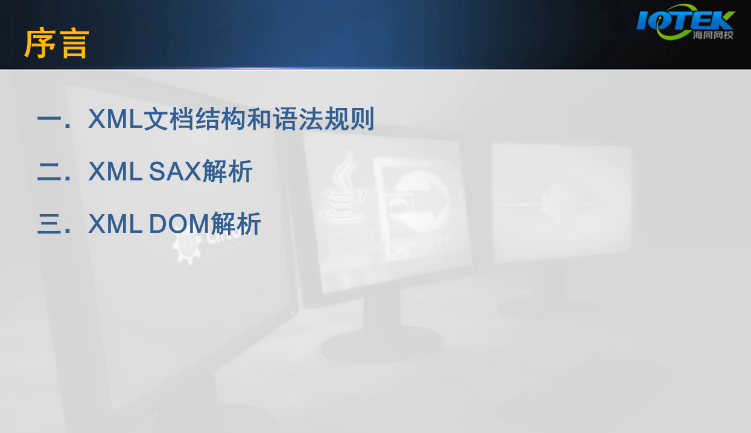 序言
IOTEK
海同网校
一. XML文档结构和语法规则
二. XML SAX解析
三. XML DOM解析